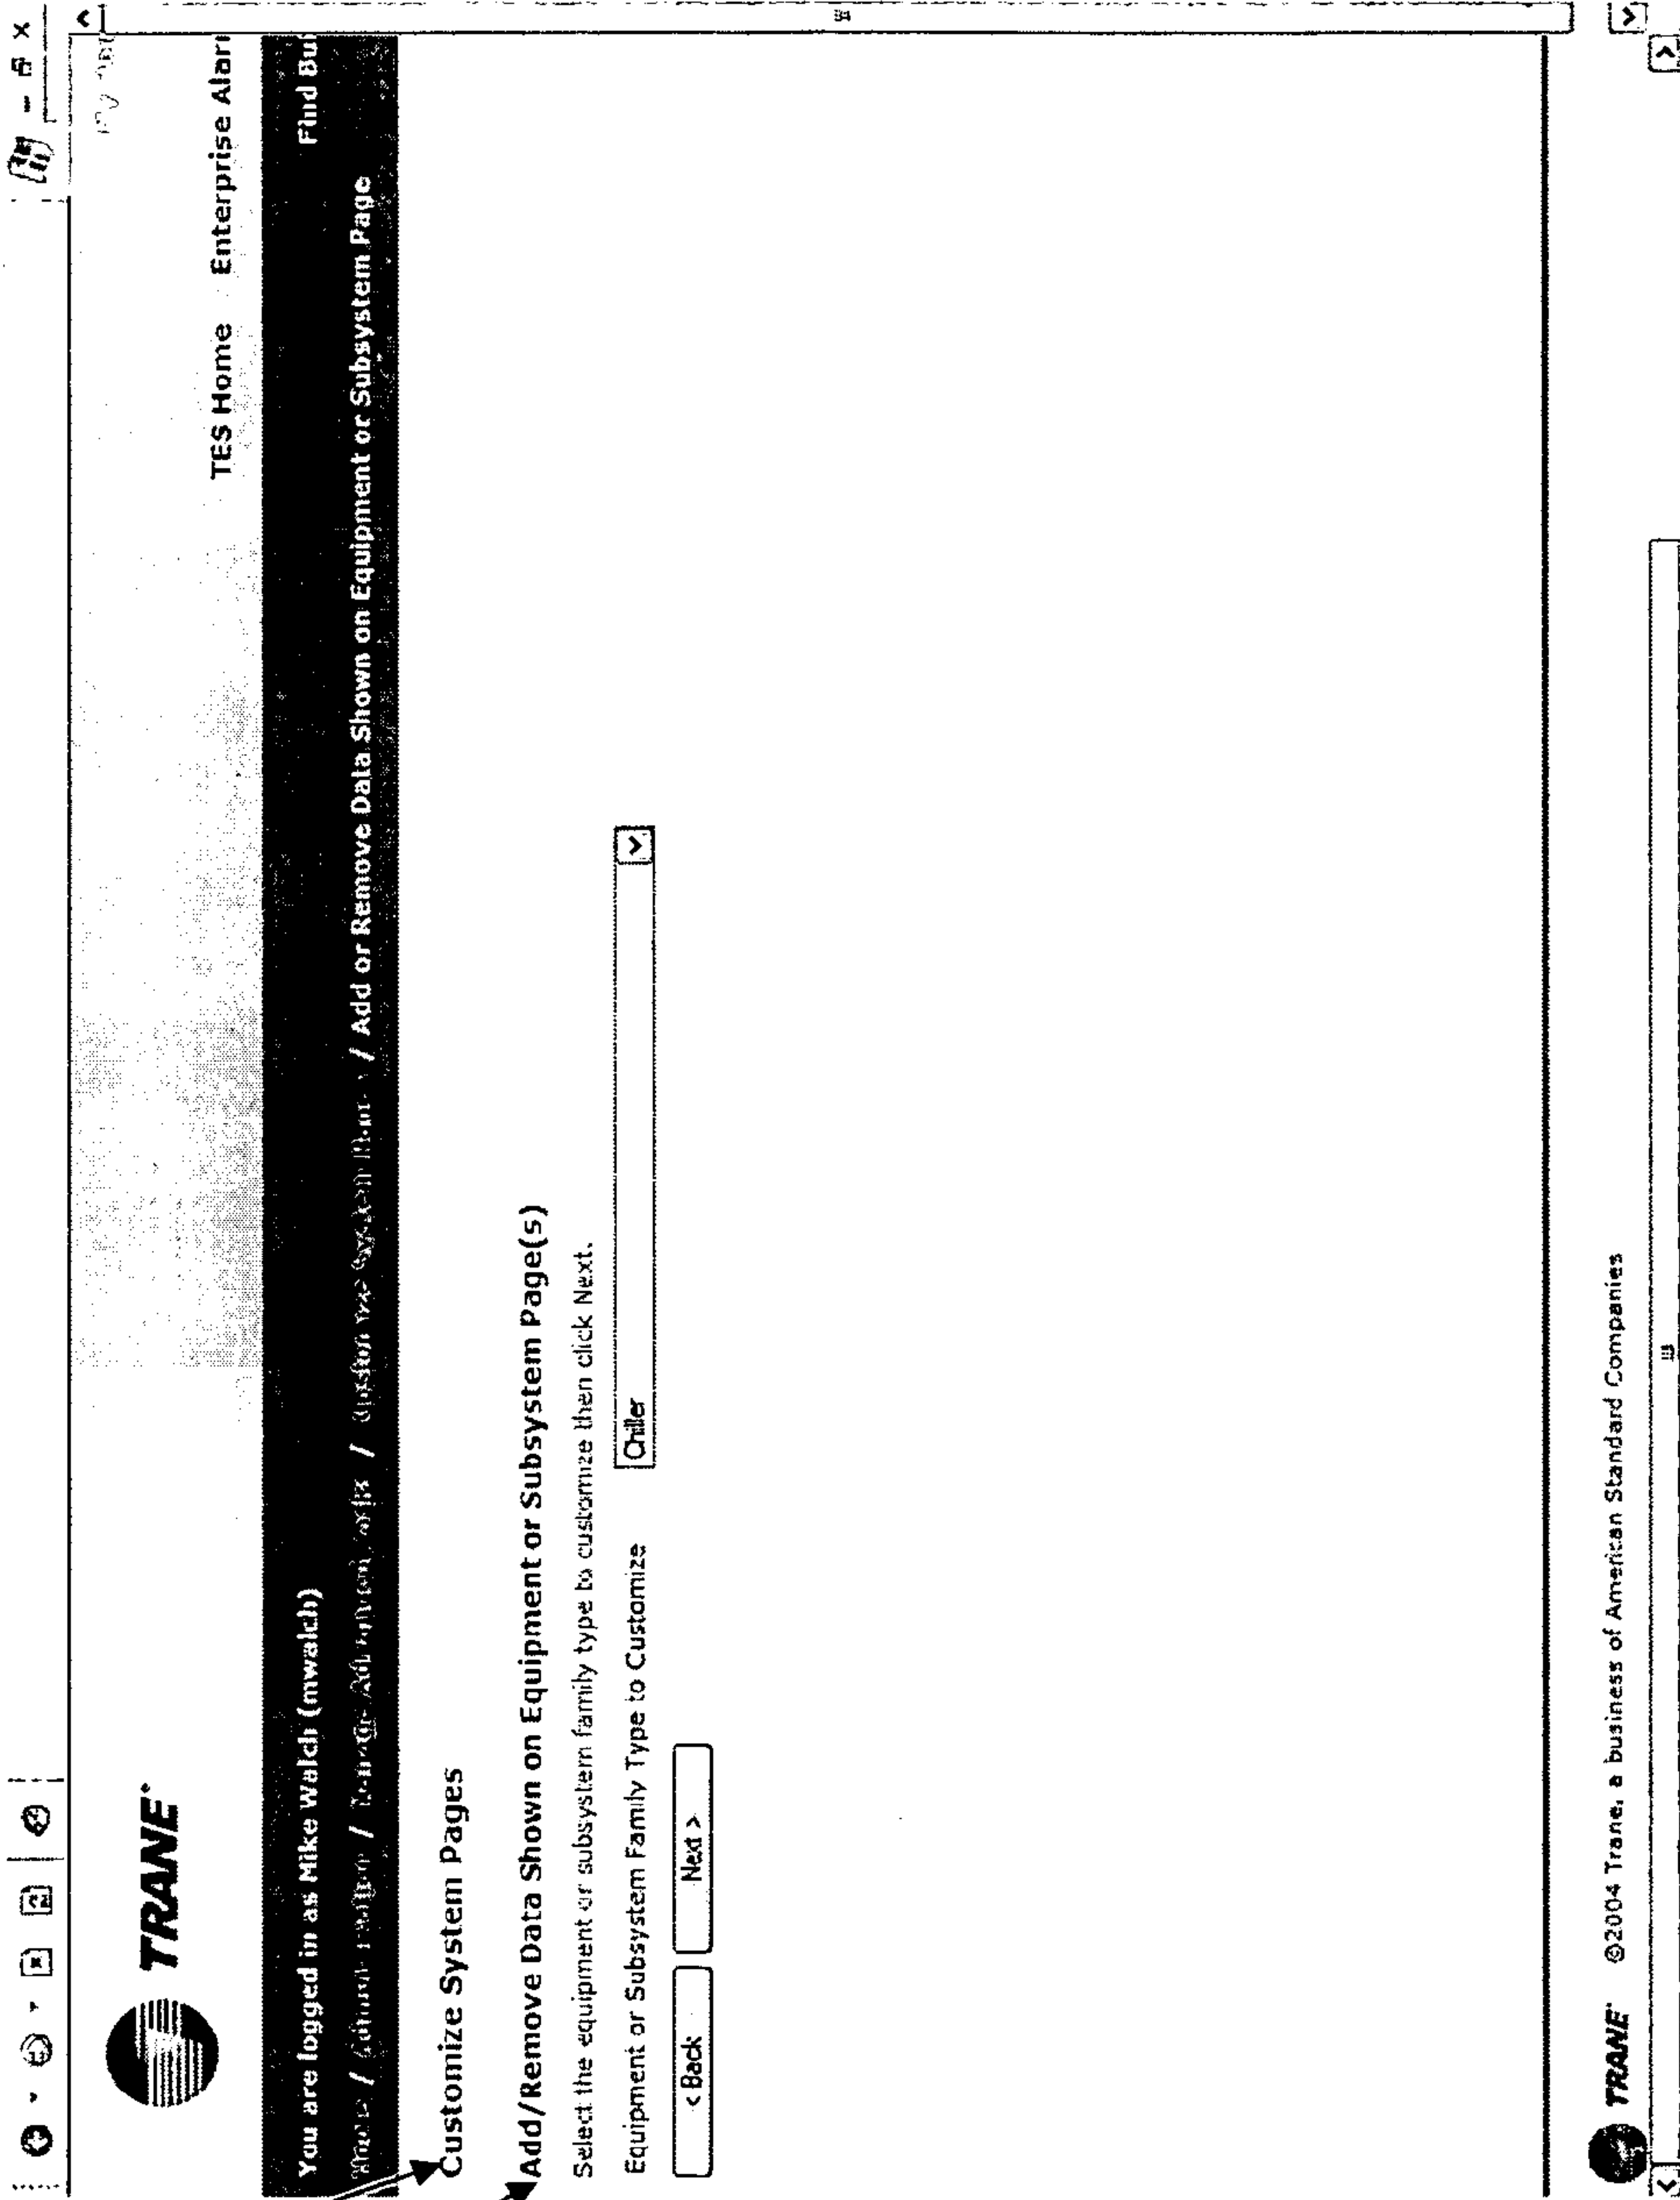 TRANE
TES Home Enterprise Alar
You are logged in as Mike Walch (mwalch) Find Bu
/ / / / Add or Remove Data Shown on Equipment or Subsystem Page
Customize System Pages
Add/Remove Data Shown on Equipment or Subsystem Page(s)
Select the equipment or subsystem family type to customize then click Next.
Equipment or Subsystem Family Type to Customize Chiller
< Back Next >
TRANE ©2004 Trane, a business of American Standard Companies